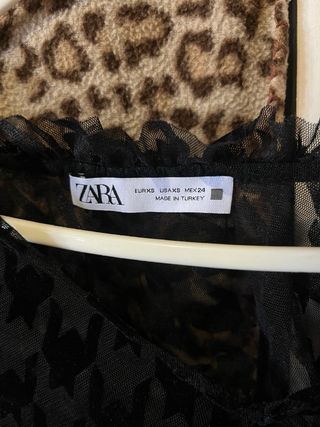 ZARA
EUR XS USA XS MEX 24
MADE IN TURKEY